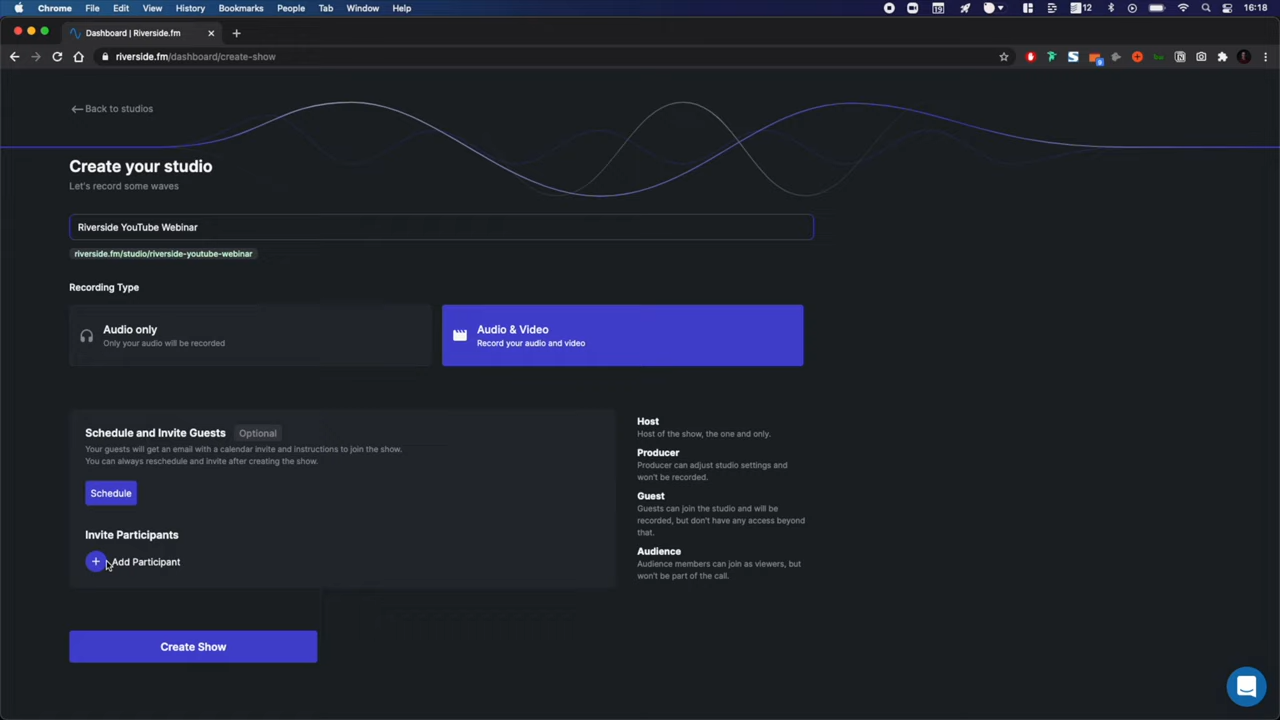 Chrome File Edit View History Bookmarks People Tab Window Help 12 16:18
Dashboard | Riverside.fm
riverside.fm/dashboard/create-show
Back to studios
Create your studio
Let's record some waves
Riverside YouTube Webinar
riverside.fm/studio/riverside-youtube-webinar
Recording Type
Audio only
Only your audio will be recorded
Audio & Video
Record your audio and video
Schedule and Invite Guests Optional
Your guests will get an email with a calendar invite and instructions to join the show.
You can always reschedule and invite after creating the show.
Schedule
Invite Participants
Add Participant
Create Show
Host
Host of the show, the one and only.
Producer
Producer can adjust studio settings and
won't be recorded.
Guest
Guests can join the studio and will be
recorded, but don't have any access beyond
that.
Audience
Audience members can join as viewers, but
won't be part of the call.